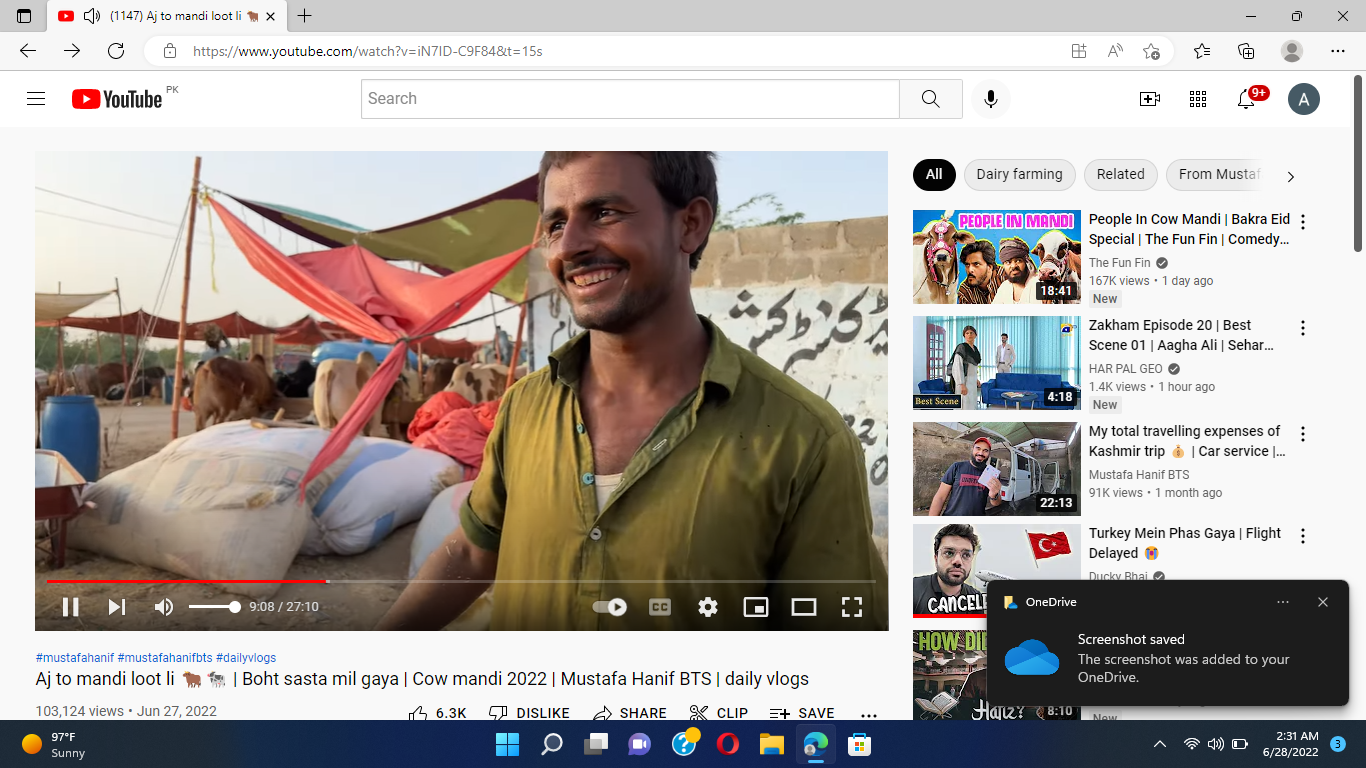 (1147) Aj to mandi loot li 🐂
https://www.youtube.com/watch?v=iN7ID-C9F84&t=15s
YouTube PK
Search
9+
A
All
Dairy farming
Related
From Mustaf
PEOPLE IN MANDI
18:41
People In Cow Mandi | Bakra Eid
Special | The Fun Fin | Comedy…
The Fun Fin
167K views • 1 day ago
New
Best Scene
4:18
Zakham Episode 20 | Best
Scene 01 | Aagha Ali | Sehar…
HAR PAL GEO
1.4K views • 1 hour ago
New
22:13
My total travelling expenses of
Kashmir trip 💰 | Car service |…
Mustafa Hanif BTS
91K views • 1 month ago
CANCEL
Turkey Mein Phas Gaya | Flight
Delayed 😭
Ducky Bhai
HOW DI
8:10
New
9:08 / 27:10
CC
#mustafahanif #mustafahanifbts #dailyvlogs
Aj to mandi loot li 🐂 🐄 | Boht sasta mil gaya | Cow mandi 2022 | Mustafa Hanif BTS | daily vlogs
103,124 views • Jun 27, 2022
6.3K
DISLIKE
SHARE
CLIP
SAVE
OneDrive
Screenshot saved
The screenshot was added to your
OneDrive.
97°F
Sunny
2:31 AM
6/28/2022
3